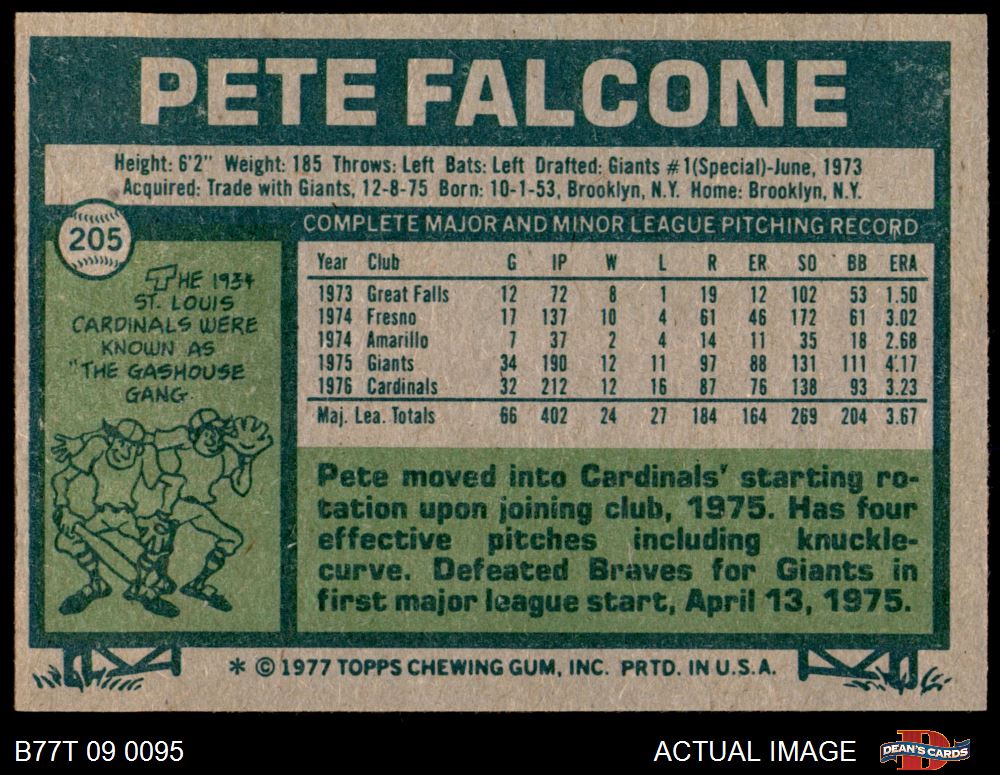 PETE FALCONE
Height: 6'2" Weight: 185 Throws: Left Bats: Left Drafted: Giants #1(Special)-June, 1973
Acquired: Trade with Giants, 12-8-75 Born: 10-1-53, Brooklyn, N.Y. Home: Brooklyn, N.Y.
205
THE 1934
ST. LOUIS
CARDINALS WERE
KNOWN AS
"THE GASHOUSE
GANG.
COMPLETE MAJOR AND MINOR LEAGUE PITCHING RECORD
Year Club G IP W L R ER SO BB ERA
1973 Great Falls 12 72 8 1 19 12 102 53 1.50
1974 Fresno 17 137 10 4 61 46 172 61 3.02
1974 Amarillo 7 37 2 4 14 11 35 18 2.68
1975 Giants 34 190 12 11 97 88 131 111 4.17
1976 Cardinals 32 212 12 16 87 76 138 93 3.23
Maj. Lea. Totals 66 402 24 27 184 164 269 204 3.67
Pete moved into Cardinals' starting ro-
tation upon joining club, 1975. Has four
effective pitches including knuckle-
curve. Defeated Braves for Giants in
first major league start, April 13, 1975.
* © 1977 TOPPS CHEWING GUM, INC. PRTD. IN U.S.A.
B77T 09 0095
ACTUAL IMAGE
D
DEAN'S CARDS